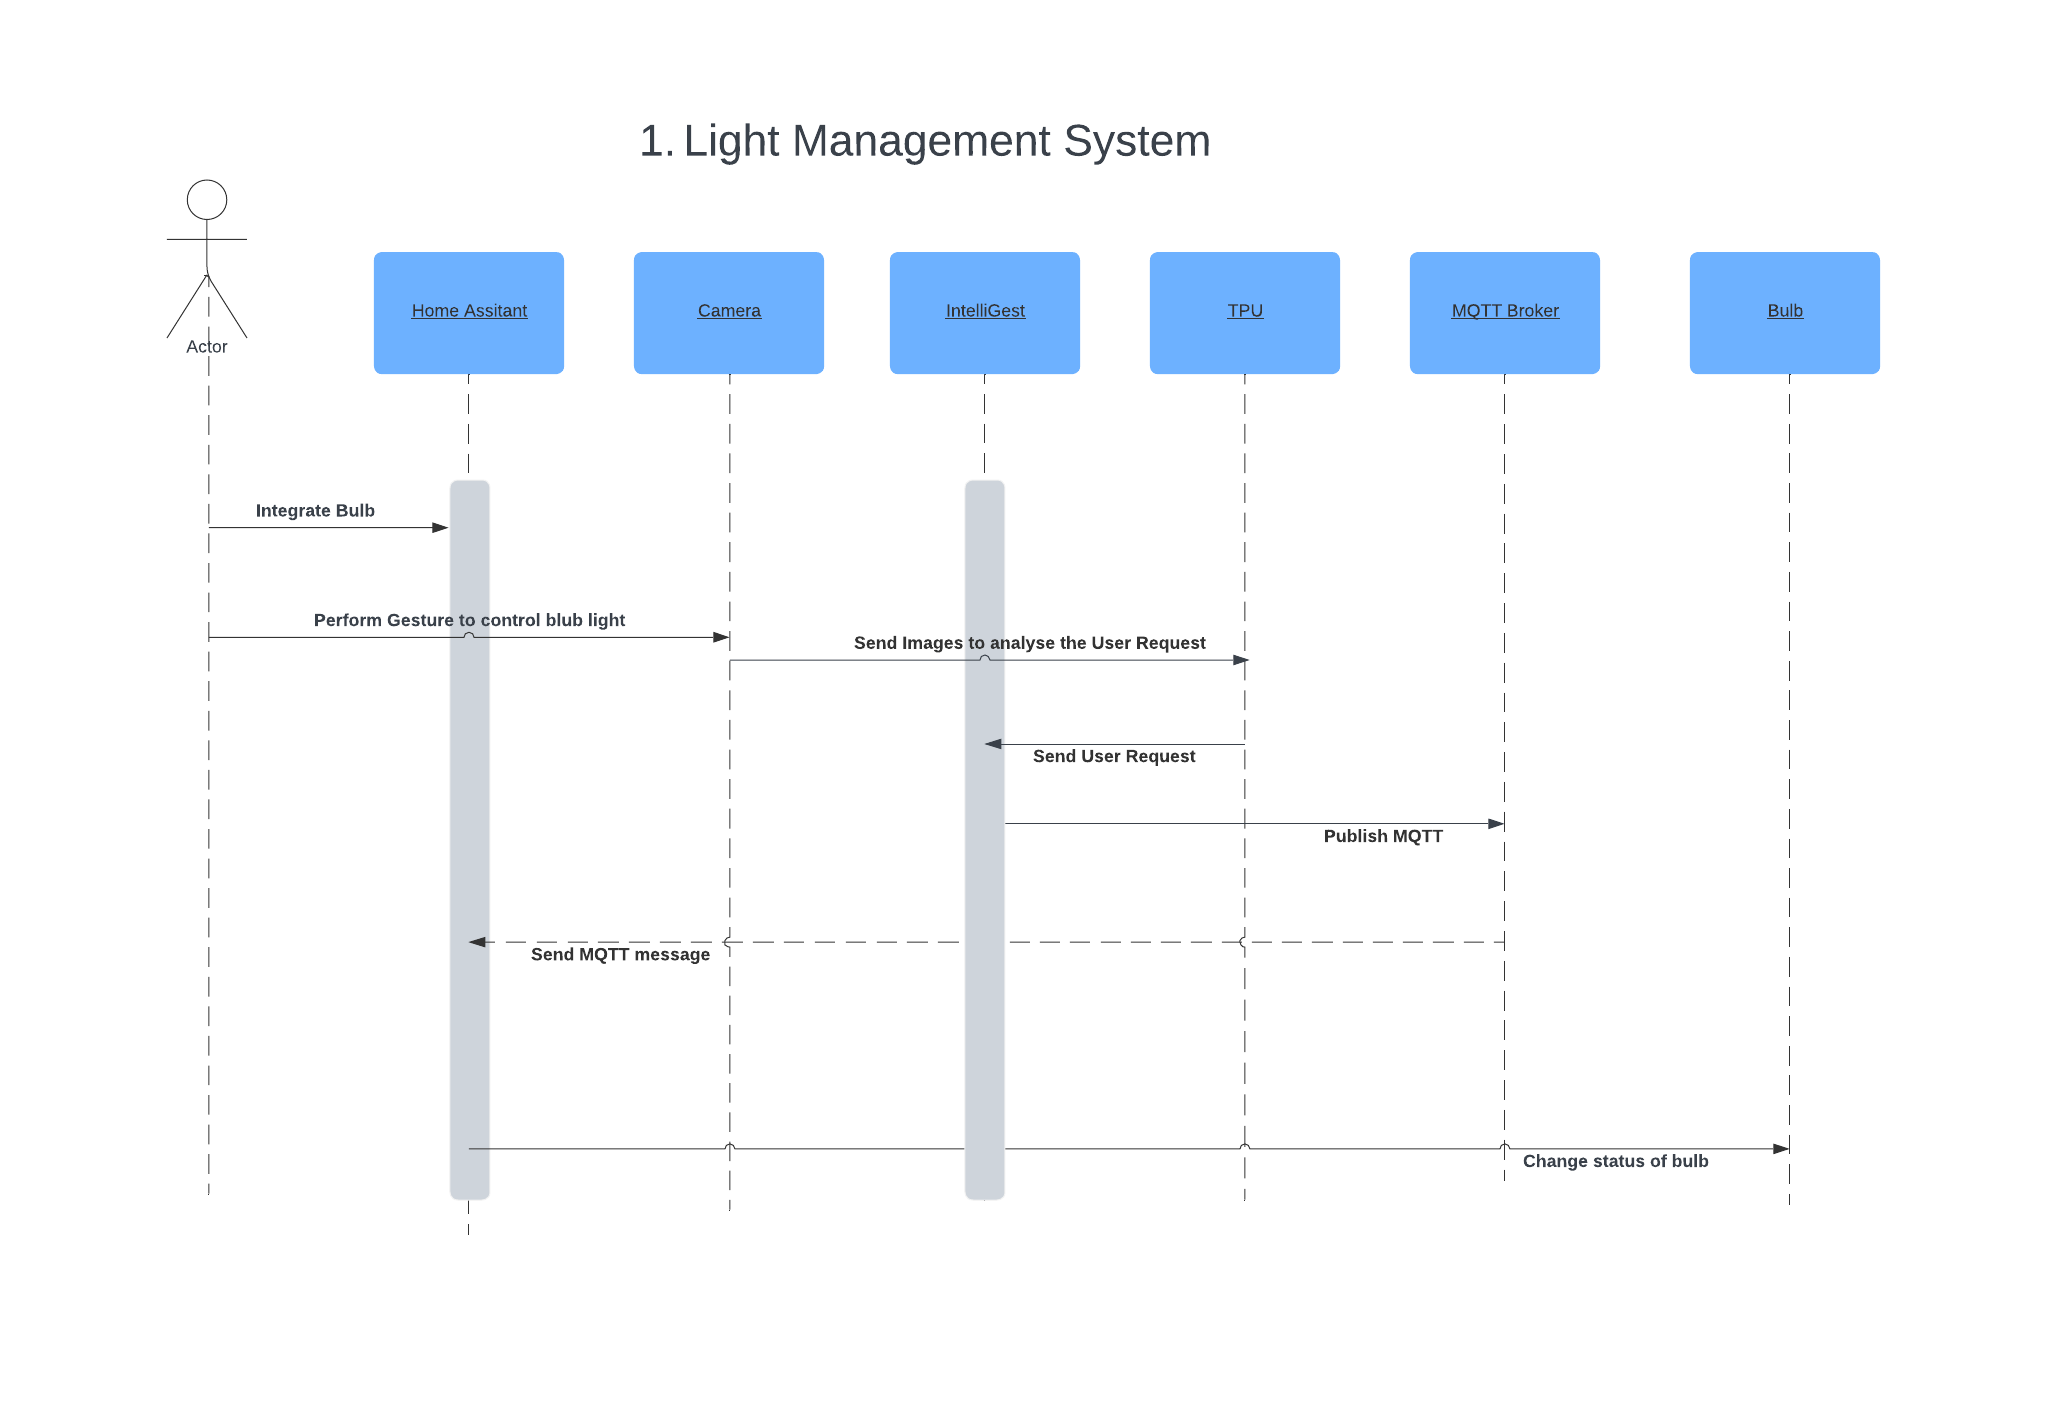 1. Light Management System
Actor
Home Assitant
Camera
IntelliGest
TPU
MQTT Broker
Bulb
Integrate Bulb
Perform Gesture to control blub light
Send Images to analyse the User Request
Send User Request
Publish MQTT
Send MQTT message
Change status of bulb